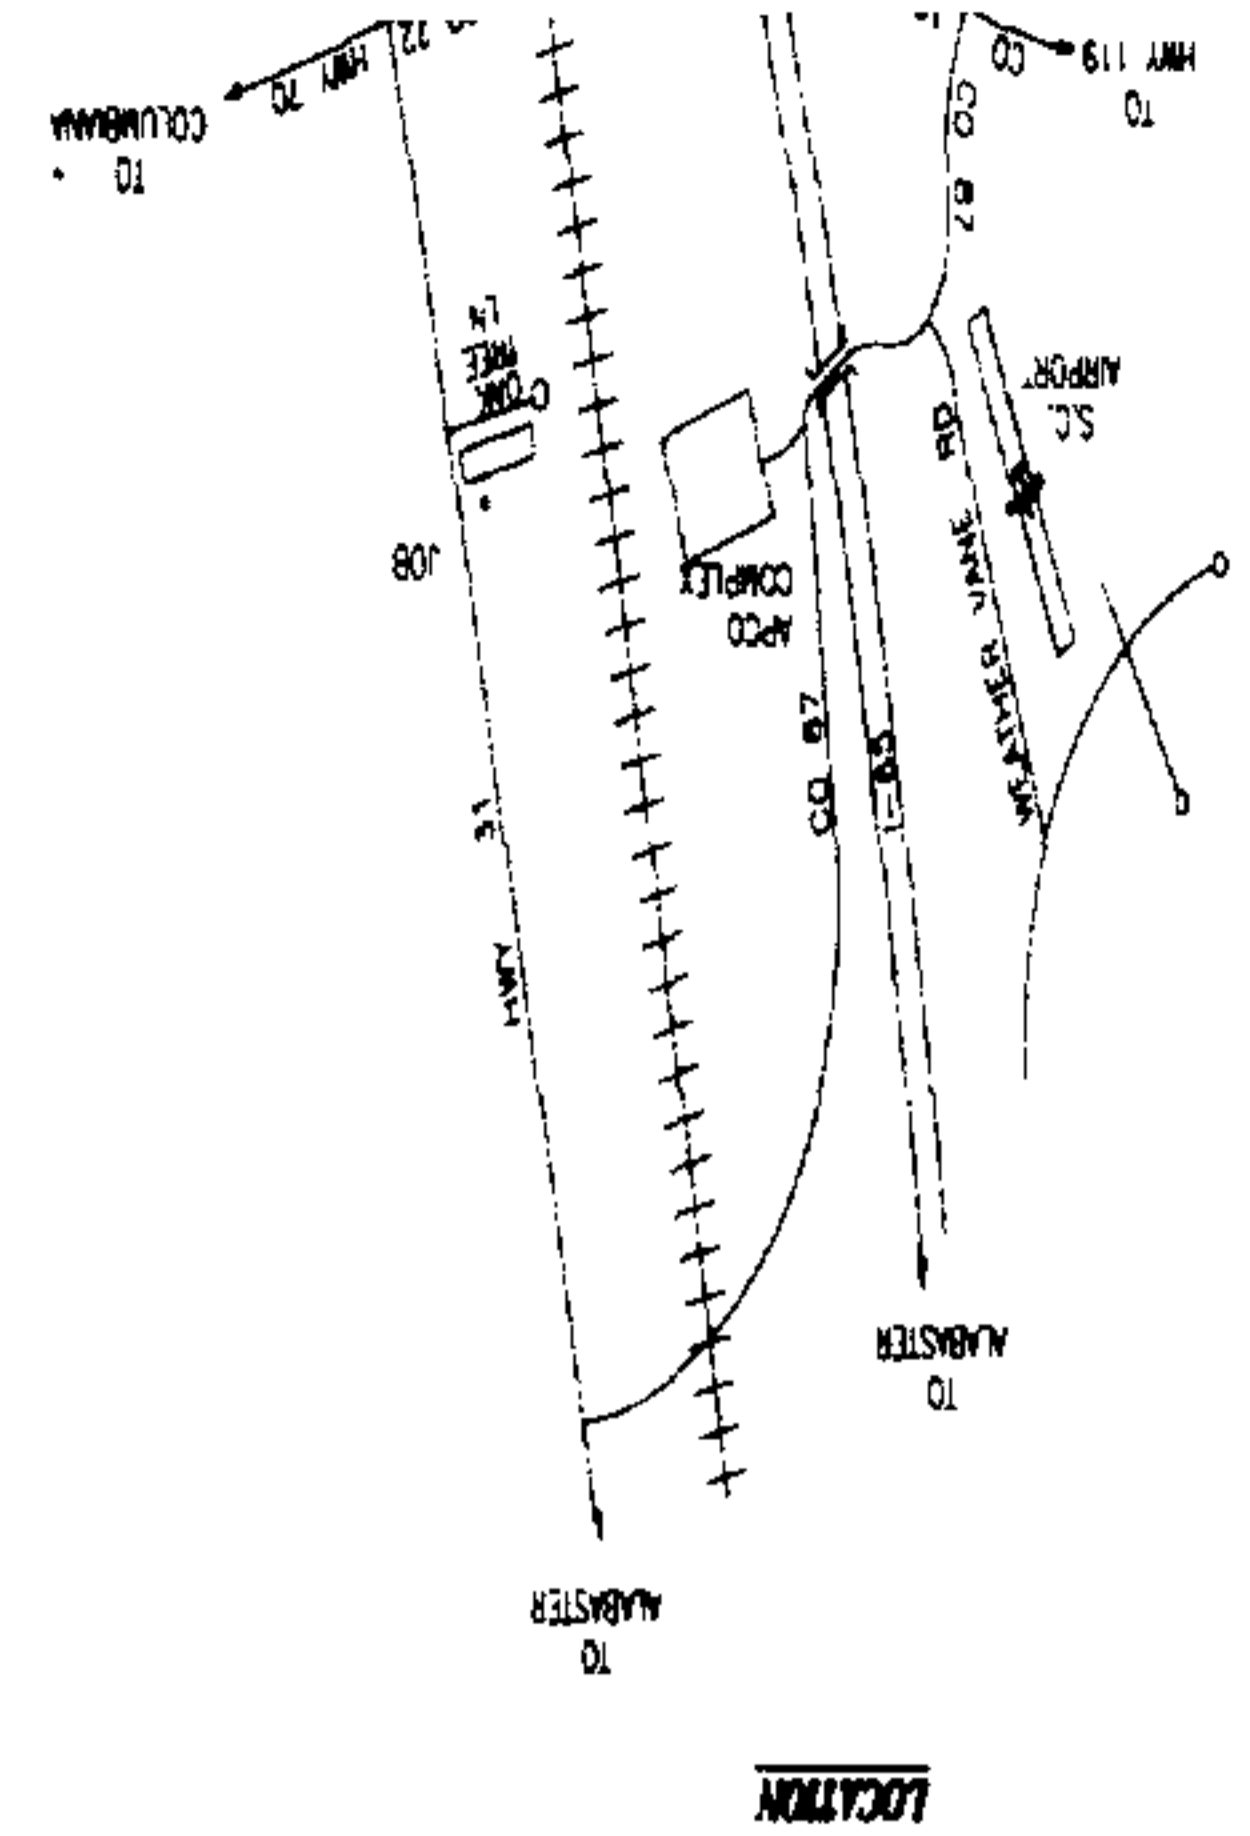 LOCATION
TO
ALABASTER
TO
ALABASTER
HWY
31
CO 87
I-65
WEATHER VANE RD
APCO
COMPLEX
JOB
S.C.
AIRPORT
OAK
TREE
LN
CO 87
TO
HWY 119
CO
TO
COLUMBIANA
HWY 70